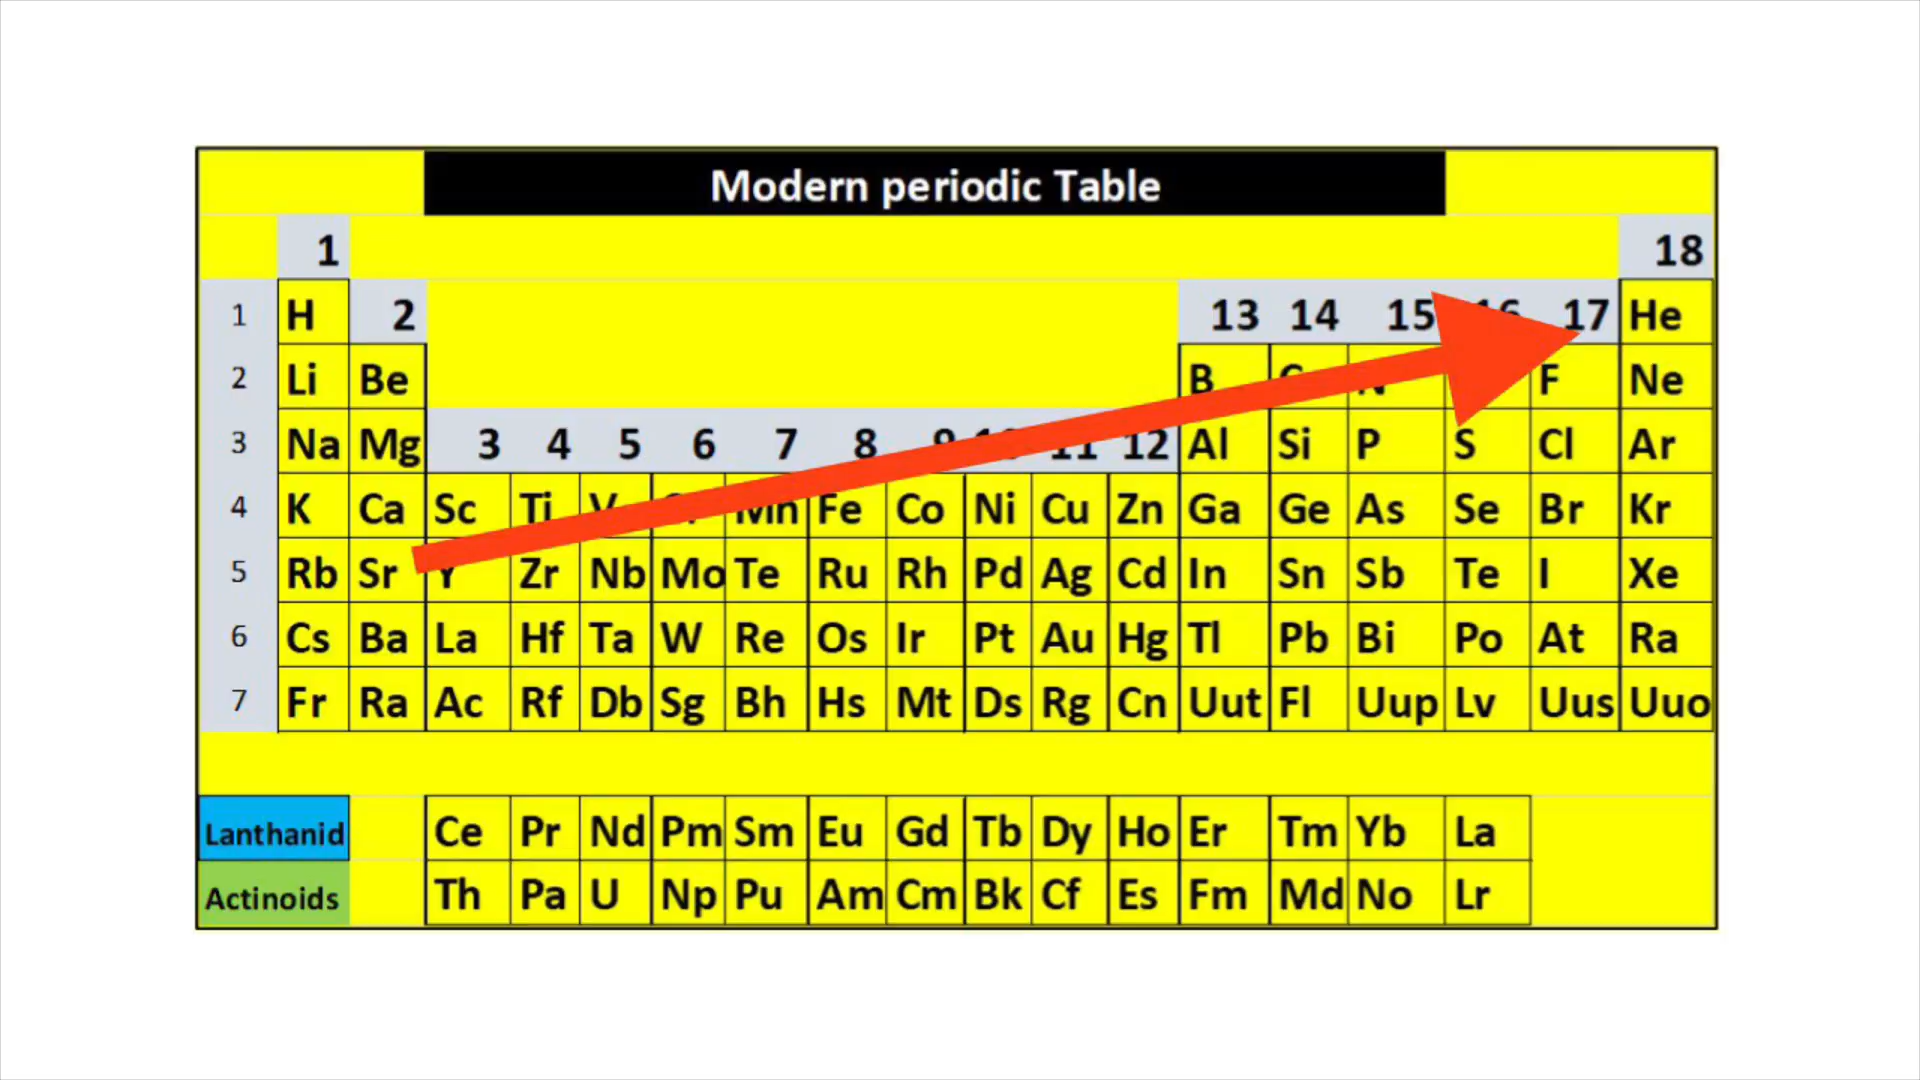 Modern periodic Table
1 18
1 H 2 13 14 15 17 He
2 Li Be B F Ne
3 Na Mg 3 4 5 6 7 8 9 11 12 Al Si P S Cl Ar
4 K Ca Sc Ti V Mn Fe Co Ni Cu Zn Ga Ge As Se Br Kr
5 Rb Sr Y Zr Nb Mo Te Ru Rh Pd Ag Cd In Sn Sb Te I Xe
6 Cs Ba La Hf Ta W Re Os Ir Pt Au Hg Tl Pb Bi Po At Ra
7 Fr Ra Ac Rf Db Sg Bh Hs Mt Ds Rg Cn Uut Fl Uup Lv Uus Uuo
Lanthanid Ce Pr Nd Pm Sm Eu Gd Tb Dy Ho Er Tm Yb La
Actinoids Th Pa U Np Pu Am Cm Bk Cf Es Fm Md No Lr